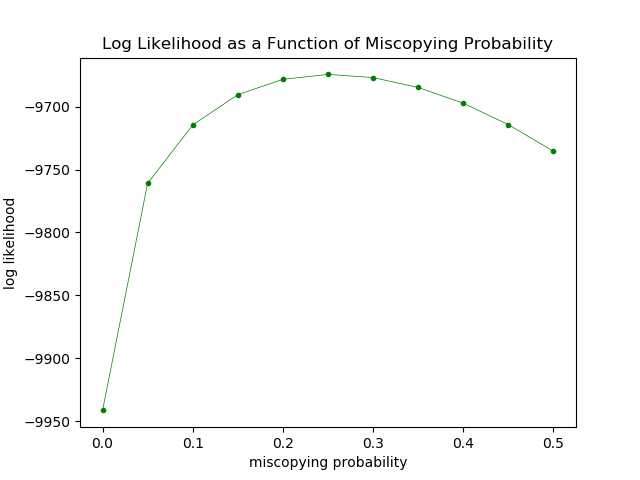 Log Likelihood as a Function of Miscopying Probability
log likelihood
−9700
−9750
−9800
−9850
−9900
−9950
0.0 0.1 0.2 0.3 0.4 0.5
miscopying probability